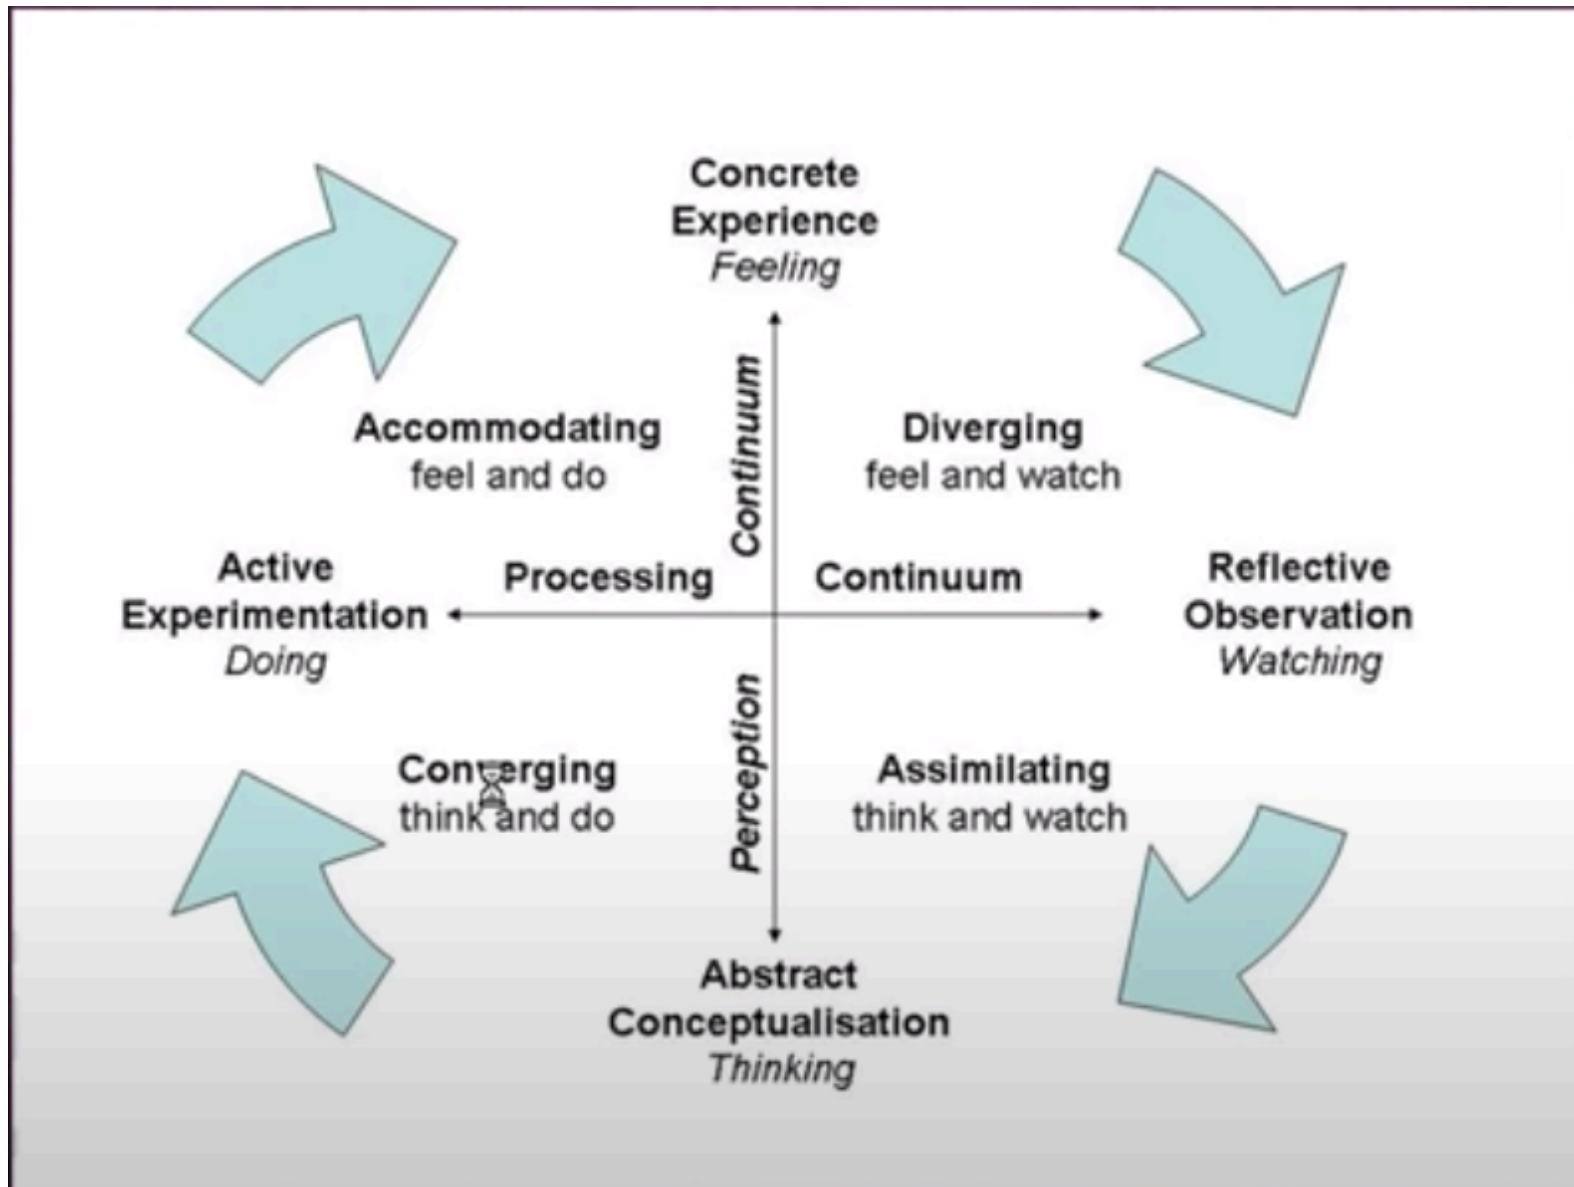 Concrete
Experience
Feeling
Continuum
Accommodating
feel and do
Diverging
feel and watch
Active
Experimentation
Doing
Processing
Continuum
Reflective
Observation
Watching
Perception
Converging
think and do
Assimilating
think and watch
Abstract
Conceptualisation
Thinking